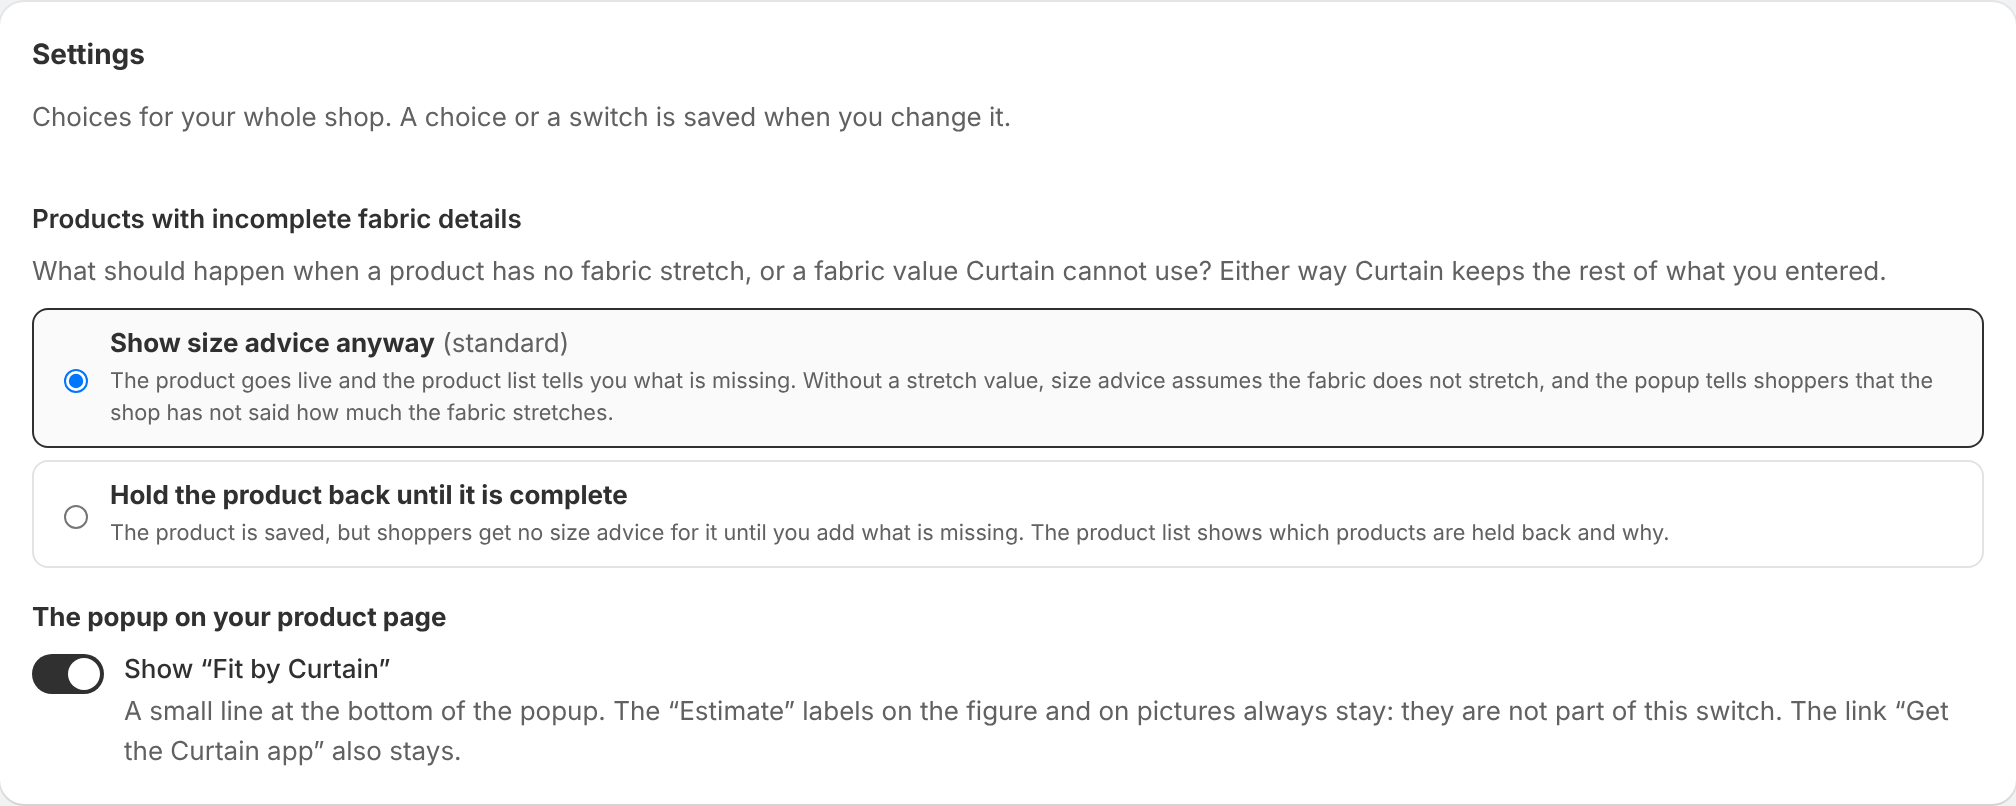 Settings
Choices for your whole shop. A choice or a switch is saved when you change it.
Products with incomplete fabric details
What should happen when a product has no fabric stretch, or a fabric value Curtain cannot use? Either way Curtain keeps the rest of what you entered.
Show size advice anyway (standard)
The product goes live and the product list tells you what is missing. Without a stretch value, size advice assumes the fabric does not stretch, and the popup tells shoppers that the
shop has not said how much the fabric stretches.
Hold the product back until it is complete
The product is saved, but shoppers get no size advice for it until you add what is missing. The product list shows which products are held back and why.
The popup on your product page
Show “Fit by Curtain”
A small line at the bottom of the popup. The “Estimate” labels on the figure and on pictures always stay: they are not part of this switch. The link “Get
the Curtain app” also stays.